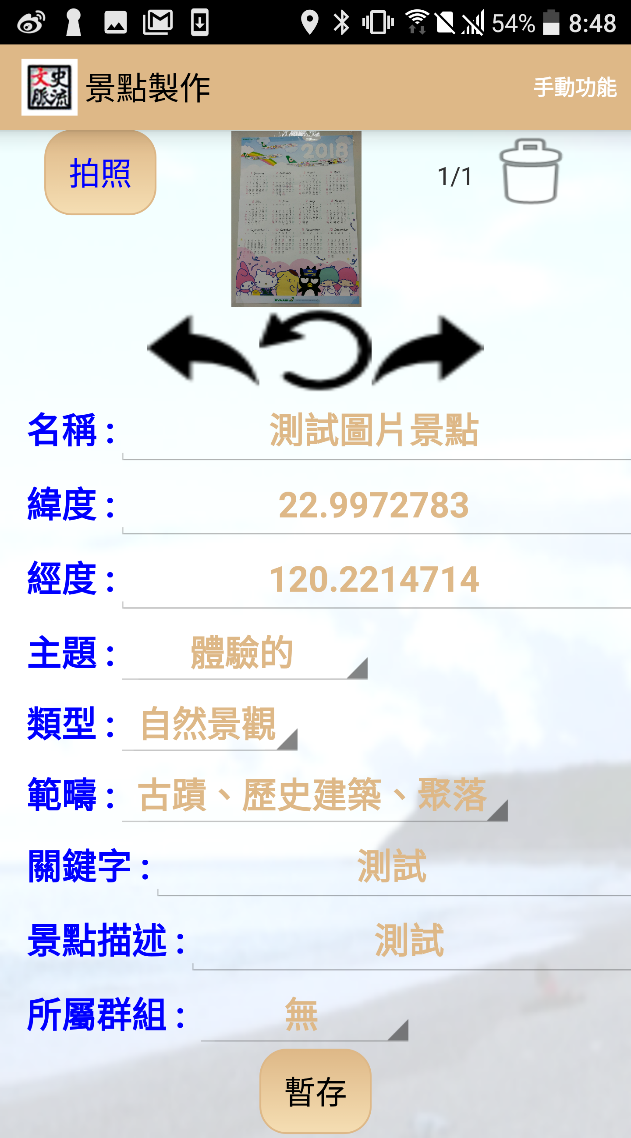 54% 8:48
文史
脈流
景點製作 手動功能
拍照
2018
1/1
名稱 : 測試圖片景點
緯度 : 22.9972783
經度 : 120.2214714
主題 : 體驗的
類型 : 自然景觀
範疇 : 古蹟、歷史建築、聚落
關鍵字 : 測試
景點描述 : 測試
所屬群組 : 無
暫存